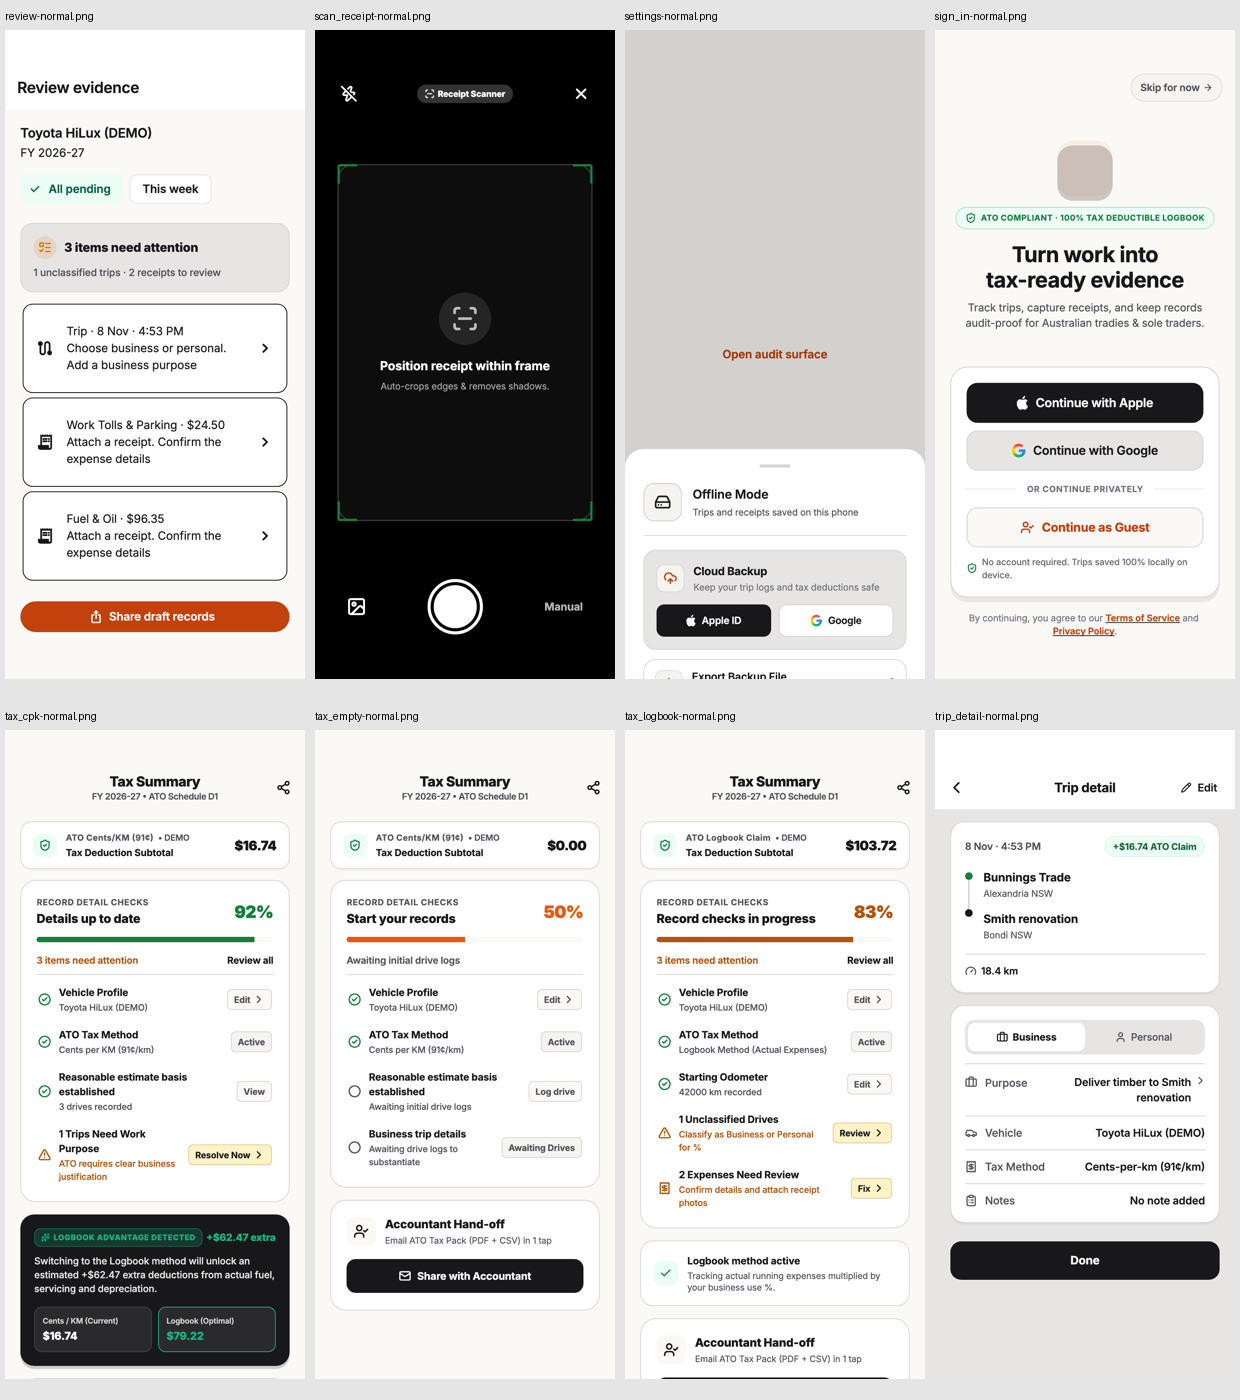 review-normal.png
Review evidence
Toyota HiLux (DEMO)
FY 2026-27
All pending
This week
3 items need attention
1 unclassified trips · 2 receipts to review
Trip · 8 Nov · 4:53 PM
Choose business or personal.
Add a business purpose
Work Tolls & Parking · $24.50
Attach a receipt. Confirm the
expense details
Fuel & Oil · $96.35
Attach a receipt. Confirm the
expense details
Share draft records
scan_receipt-normal.png
Receipt Scanner
Position receipt within frame
Auto-crops edges & removes shadows.
Manual
settings-normal.png
Open audit surface
Offline Mode
Trips and receipts saved on this phone
Cloud Backup
Keep your trip logs and tax deductions safe
Apple ID
Google
Export Backup File
sign_in-normal.png
Skip for now →
ATO COMPLIANT · 100% TAX DEDUCTIBLE LOGBOOK
Turn work into
tax-ready evidence
Track trips, capture receipts, and keep records
audit-proof for Australian tradies & sole traders.
Continue with Apple
Continue with Google
OR CONTINUE PRIVATELY
Continue as Guest
No account required. Trips saved 100% locally on
device.
By continuing, you agree to our Terms of Service and
Privacy Policy.
tax_cpk-normal.png
Tax Summary
FY 2026-27 • ATO Schedule D1
ATO Cents/KM (91¢) • DEMO
Tax Deduction Subtotal
$16.74
RECORD DETAIL CHECKS
Details up to date
92%
3 items need attention
Review all
Vehicle Profile
Toyota HiLux (DEMO)
Edit
ATO Tax Method
Cents per KM (91¢/km)
Active
Reasonable estimate basis
established
3 drives recorded
View
1 Trips Need Work
Purpose
ATO requires clear business
justification
Resolve Now
LOGBOOK ADVANTAGE DETECTED
+$62.47 extra
Switching to the Logbook method will unlock an
estimated +$62.47 extra deductions from actual fuel,
servicing and depreciation.
Cents / KM (Current)
$16.74
Logbook (Optimal)
$79.22
tax_empty-normal.png
Tax Summary
FY 2026-27 • ATO Schedule D1
ATO Cents/KM (91¢) • DEMO
Tax Deduction Subtotal
$0.00
RECORD DETAIL CHECKS
Start your records
50%
Awaiting initial drive logs
Vehicle Profile
Toyota HiLux (DEMO)
Edit
ATO Tax Method
Cents per KM (91¢/km)
Active
Reasonable estimate basis
established
Awaiting initial drive logs
Log drive
Business trip details
Awaiting drive logs to
substantiate
Awaiting Drives
Accountant Hand-off
Email ATO Tax Pack (PDF + CSV) in 1 tap
Share with Accountant
tax_logbook-normal.png
Tax Summary
FY 2026-27 • ATO Schedule D1
ATO Logbook Claim • DEMO
Tax Deduction Subtotal
$103.72
RECORD DETAIL CHECKS
Record checks in progress
83%
3 items need attention
Review all
Vehicle Profile
Toyota HiLux (DEMO)
Edit
ATO Tax Method
Logbook Method (Actual Expenses)
Active
Starting Odometer
42000 km recorded
Edit
1 Unclassified Drives
Classify as Business or Personal
for %
Review
2 Expenses Need Review
Confirm details and attach receipt
photos
Fix
Logbook method active
Tracking actual running expenses multiplied by
your business use %.
Accountant Hand-off
Email ATO Tax Pack (PDF + CSV) in 1 tap
trip_detail-normal.png
Trip detail
Edit
8 Nov · 4:53 PM
+$16.74 ATO Claim
Bunnings Trade
Alexandria NSW
Smith renovation
Bondi NSW
18.4 km
Business
Personal
Purpose
Deliver timber to Smith
renovation
Vehicle
Toyota HiLux (DEMO)
Tax Method
Cents-per-km (91¢/km)
Notes
No note added
Done